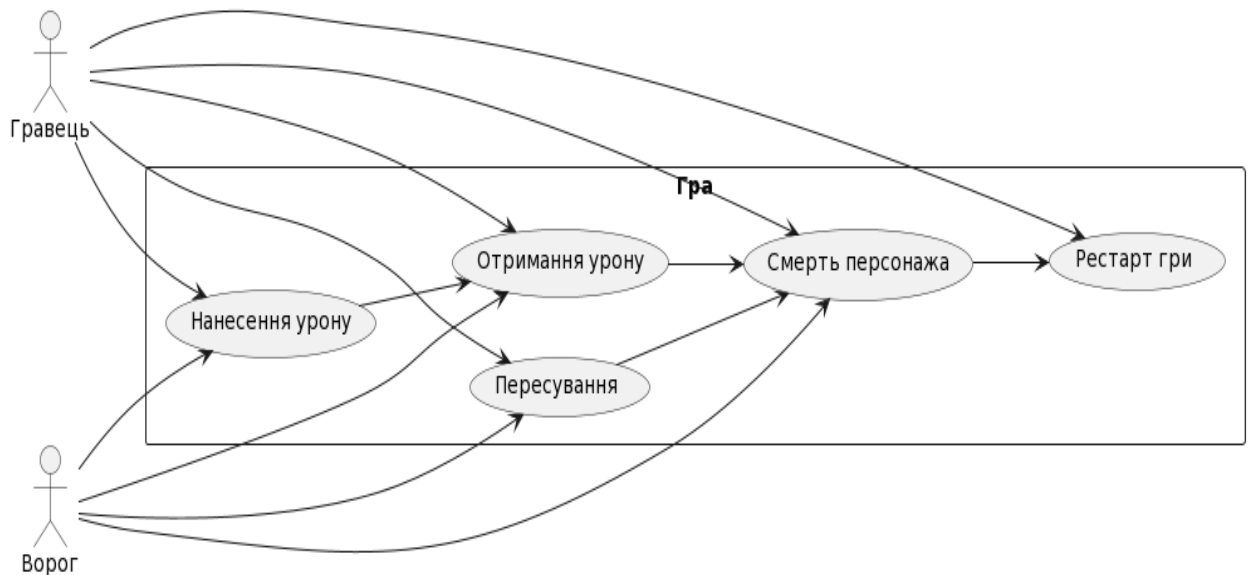 Гравець
Гра
Отримання урону
Смерть персонажа
Рестарт гри
Нанесення урону
Пересування
Ворог